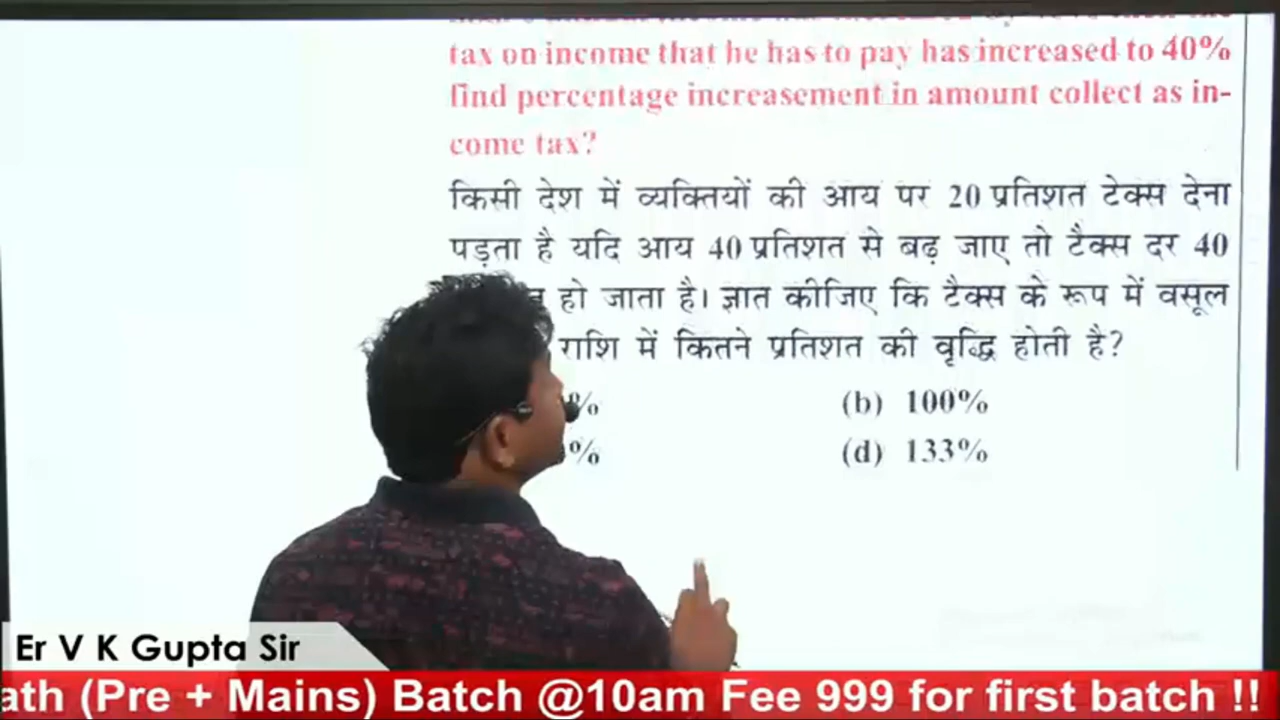 tax on income that he has to pay has increased to 40%
find percentage increasement in amount collect as in-
come tax?
किसी देश में व्यक्तियों की आय पर 20 प्रतिशत टेक्स देना
पड़ता है यदि आय 40 प्रतिशत से बढ़ जाए तो टैक्स दर 40
हो जाता है। ज्ञात कीजिए कि टैक्स के रूप में वसूल
राशि में कितने प्रतिशत की वृद्धि होती है?
% (b) 100%
% (d) 133%
Er V K Gupta Sir
ath (Pre + Mains) Batch @10am Fee 999 for first batch !!